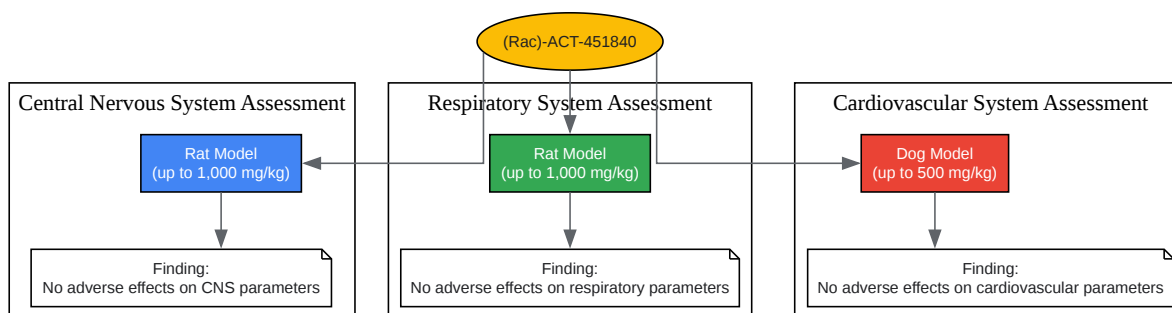 (Rac)-ACT-451840
Central Nervous System Assessment
Rat Model
(up to 1,000 mg/kg)
Finding:
No adverse effects on CNS parameters
Respiratory System Assessment
Rat Model
(up to 1,000 mg/kg)
Finding:
No adverse effects on respiratory parameters
Cardiovascular System Assessment
Dog Model
(up to 500 mg/kg)
Finding:
No adverse effects on cardiovascular parameters